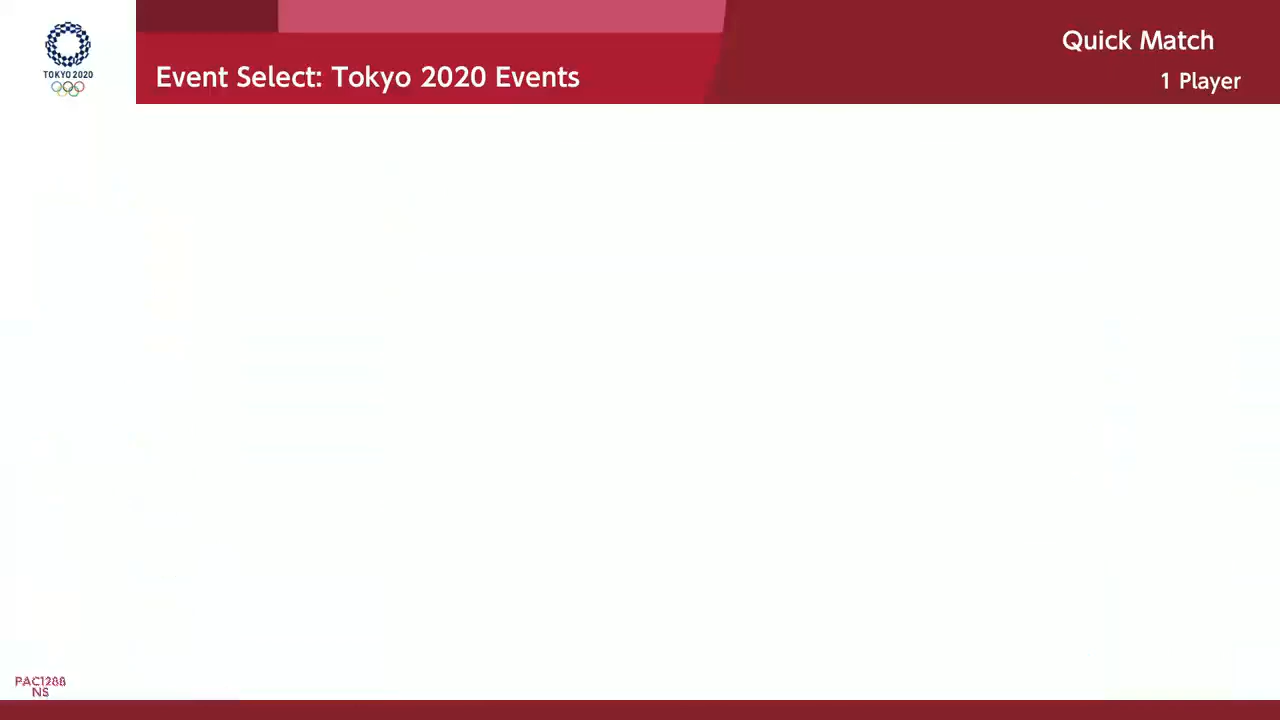 TOKYO 2020
Event Select: Tokyo 2020 Events
Quick Match
1 Player
PAC1288
NS